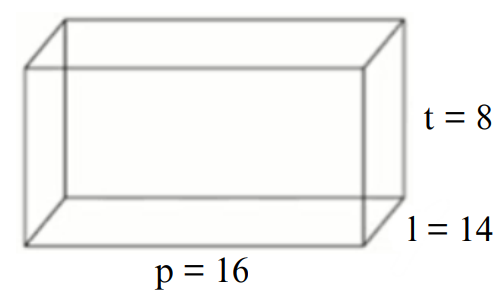 t = 8
l = 14
p = 16